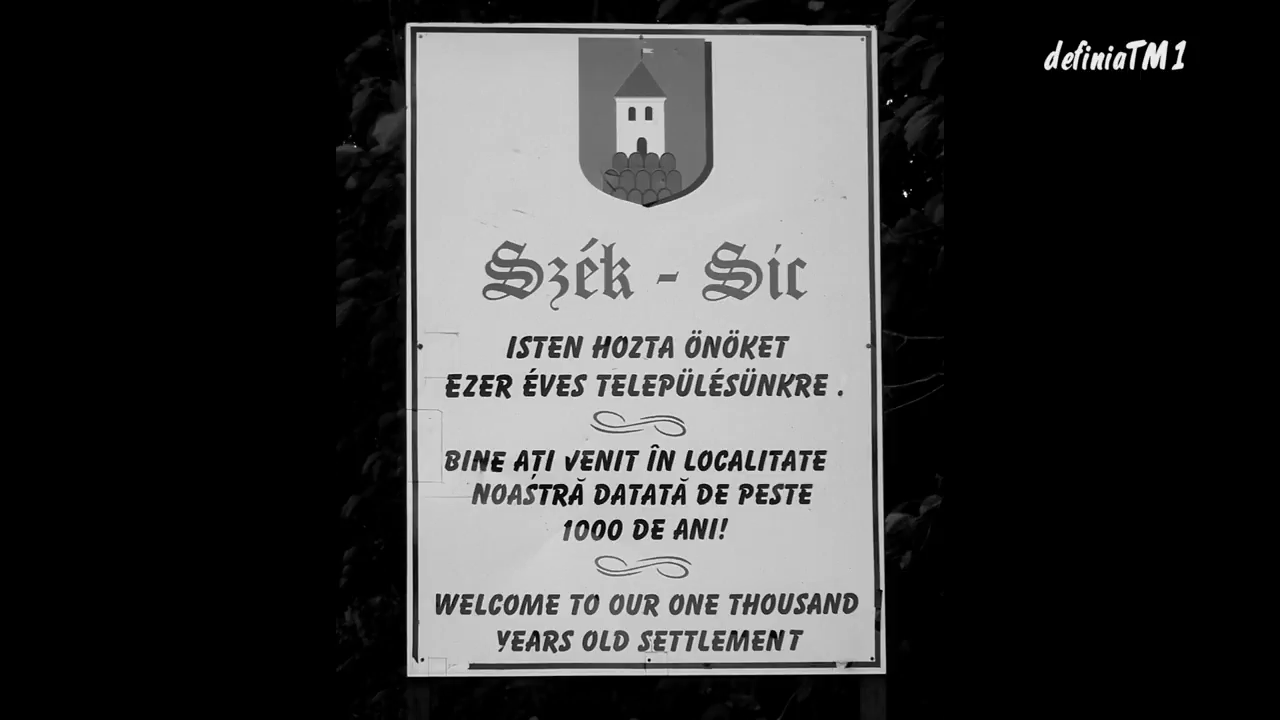 definiaTM1
Szék - Sic
ISTEN HOZTA ÖNÖKET
EZER ÉVES TELEPÜLÉSÜNKRE .
BINE AȚI VENIT ÎN LOCALITATE
NOASTRĂ DATATĂ DE PESTE
1000 DE ANI!
WELCOME TO OUR ONE THOUSAND
YEARS OLD SETTLEMENT